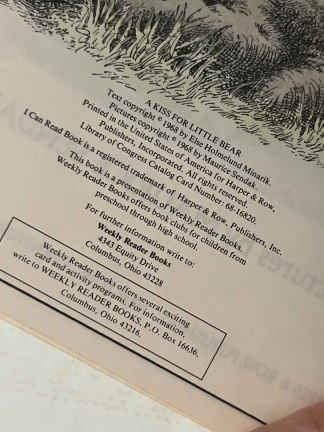 A KISS FOR LITTLE BEAR
Text copyright © 1968 by Else Holmelund Minarik
Pictures copyright © 1968 by Maurice Sendak
Printed in the United States of America for Harper & Row,
Publishers, Incorporated. All rights reserved.
Library of Congress Catalog Card Number: 68-16820.
I Can Read Book is a registered trademark of Harper & Row, Publishers, Inc.
This book is a presentation of Weekly Reader Books.
Weekly Reader Books offers book clubs for children from
preschool through high school.
For further information write to:
Weekly Reader Books
4343 Equity Drive
Columbus, Ohio 43228
Weekly Reader Books offers several exciting
card and activity programs. For information,
write to WEEKLY READER BOOKS, P.O. Box 16636,
Columbus, Ohio 43216.